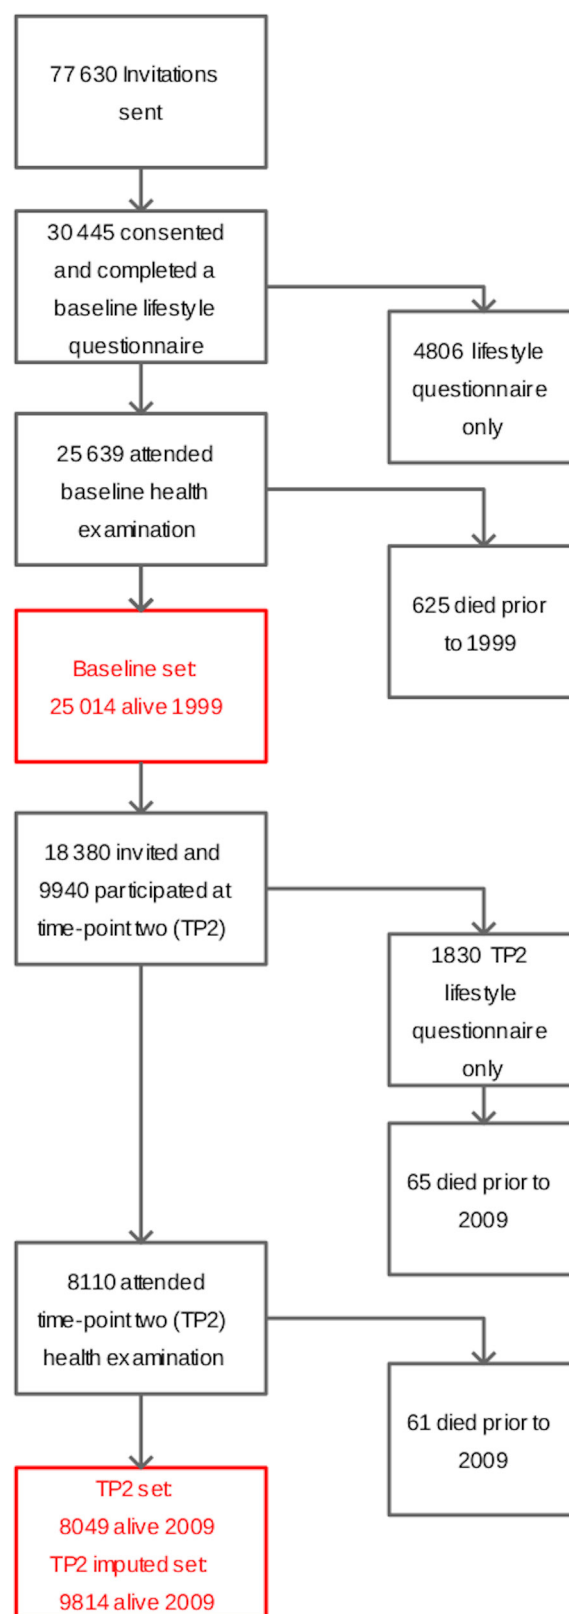 77 630 Invitations
sent
30 445 consented
and completed a
baseline lifestyle
questionnaire
4806 lifestyle
questionnaire
only
25 639 attended
baseline health
examination
625 died prior
to 1999
Baseline set:
25 014 alive 1999
18 380 invited and
9940 participated at
time-point two (TP2)
1830 TP2
lifestyle
questionnaire
only
65 died prior to
2009
8110 attended
time-point two (TP2)
health examination
61 died prior to
2009
TP2 set:
8049 alive 2009
TP2 imputed set:
9814 alive 2009